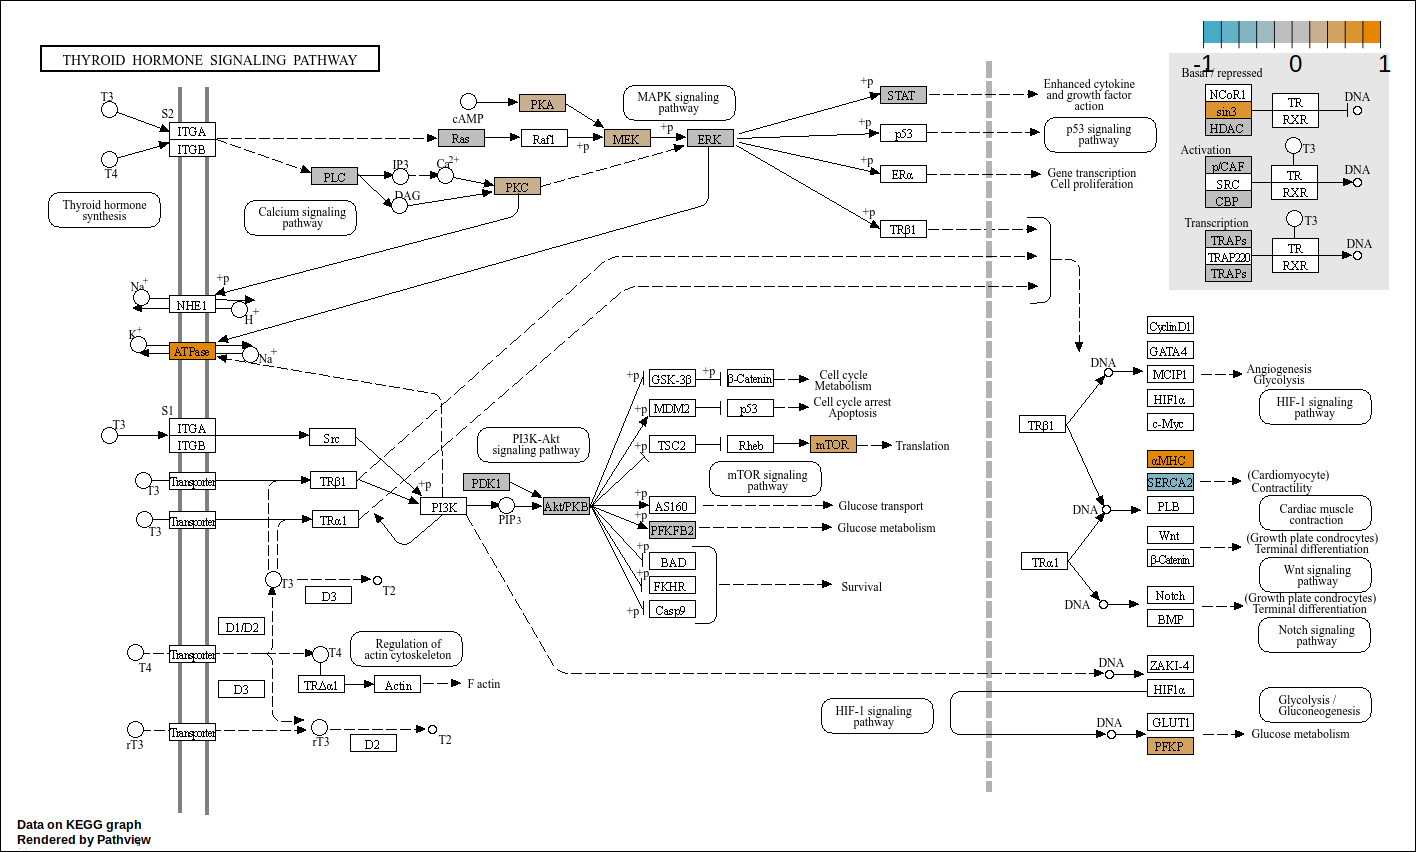 THYROID HORMONE SIGNALING PATHWAY
-1 0 1
Basal / repressed
NCoR1
sin3
HDAC
TR
RXR
DNA
Activation
p/CAF
SRC
CBP
T3
TR
RXR
DNA
Transcription
TRAPs
TRAP220
TRAPs
T3
TR
RXR
DNA
T3
T4
S2
ITGA
ITGB
Thyroid hormone
synthesis
cAMP
PKA
MAPK signaling
pathway
Ras
Raf1
+p
MEK
+p
ERK
PLC
IP3
Ca2+
DAG
PKC
Calcium signaling
pathway
+p
STAT
Enhanced cytokine
and growth factor
action
+p
p53
p53 signaling
pathway
+p
ERα
Gene transcription
Cell proliferation
+p
TRβ1
+p
Na+
NHE1
H+
K+
ATPase
Na+
S1
T3
ITGA
ITGB
Src
T3
Transporter
TRβ1
T3
Transporter
TRα1
+p
PI3K
PI3K-Akt
signaling pathway
PDK1
PIP3
Akt/PKB
+p
GSK-3β
+p
β-Catenin
Cell cycle
Metabolism
+p
MDM2
p53
Cell cycle arrest
Apoptosis
+p
TSC2
Rheb
mTOR
Translation
mTOR signaling
pathway
+p
AS160
Glucose transport
+p
PFKFB2
Glucose metabolism
+p
BAD
+p
FKHR
+p
Casp9
Survival
T3
D3
T2
D1/D2
T4
Transporter
T4
Regulation of
actin cytoskeleton
TRΔα1
Actin
F actin
D3
rT3
Transporter
rT3
D2
T2
DNA
TRβ1
CyclinD1
GATA4
MCIP1
HIF1α
c-Myc
Angiogenesis
Glycolysis
HIF-1 signaling
pathway
αMHC
SERCA2
PLB
(Cardiomyocyte)
Contractility
Cardiac muscle
contraction
DNA
TRα1
Wnt
β-Catenin
(Growth plate condrocytes)
Terminal differentiation
Wnt signaling
pathway
DNA
Notch
BMP
(Growth plate condrocytes)
Terminal differentiation
Notch signaling
pathway
DNA
ZAKI-4
HIF1α
HIF-1 signaling
pathway
DNA
GLUT1
PFKP
Glycolysis /
Gluconeogenesis
Glucose metabolism
Data on KEGG graph
Rendered by Pathview